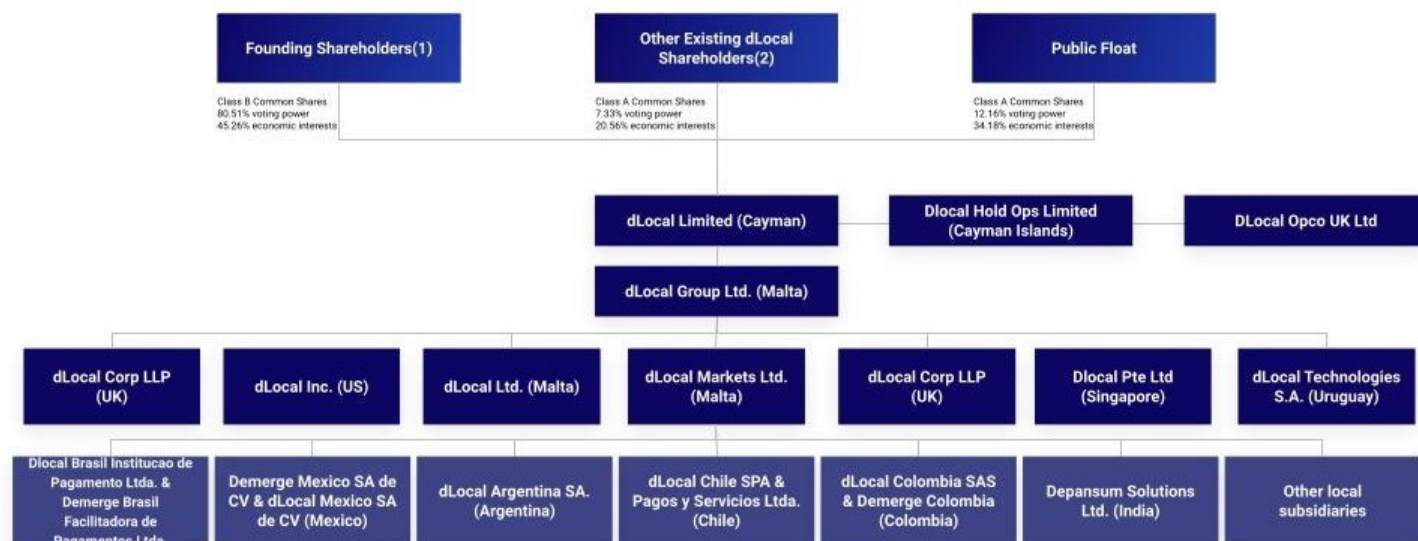 Founding Shareholders(1)
Other Existing dLocal
Shareholders(2)
Public Float
Class B Common Shares
80.51% voting power
45.26% economic interests
Class A Common Shares
7.33% voting power
20.56% economic interests
Class A Common Shares
12.16% voting power
34.18% economic interests
dLocal Limited (Cayman)
Dlocal Hold Ops Limited
(Cayman Islands)
DLocal Opco UK Ltd
dLocal Group Ltd. (Malta)
dLocal Corp LLP
(UK)
dLocal Inc. (US)
dLocal Ltd. (Malta)
dLocal Markets Ltd.
(Malta)
dLocal Corp LLP
(UK)
Dlocal Pte Ltd
(Singapore)
dLocal Technologies
S.A. (Uruguay)
Dlocal Brasil Institucao de
Pagamento Ltda. &
Demerge Brasil
Facilitadora de
Pagamentos Ltda
Demerge Mexico SA de
CV & dLocal Mexico SA
de CV (Mexico)
dLocal Argentina SA.
(Argentina)
dLocal Chile SPA &
Pagos y Servicios Ltda.
(Chile)
dLocal Colombia SAS
& Demerge Colombia
(Colombia)
Depansum Solutions
Ltd. (India)
Other local
subsidiaries